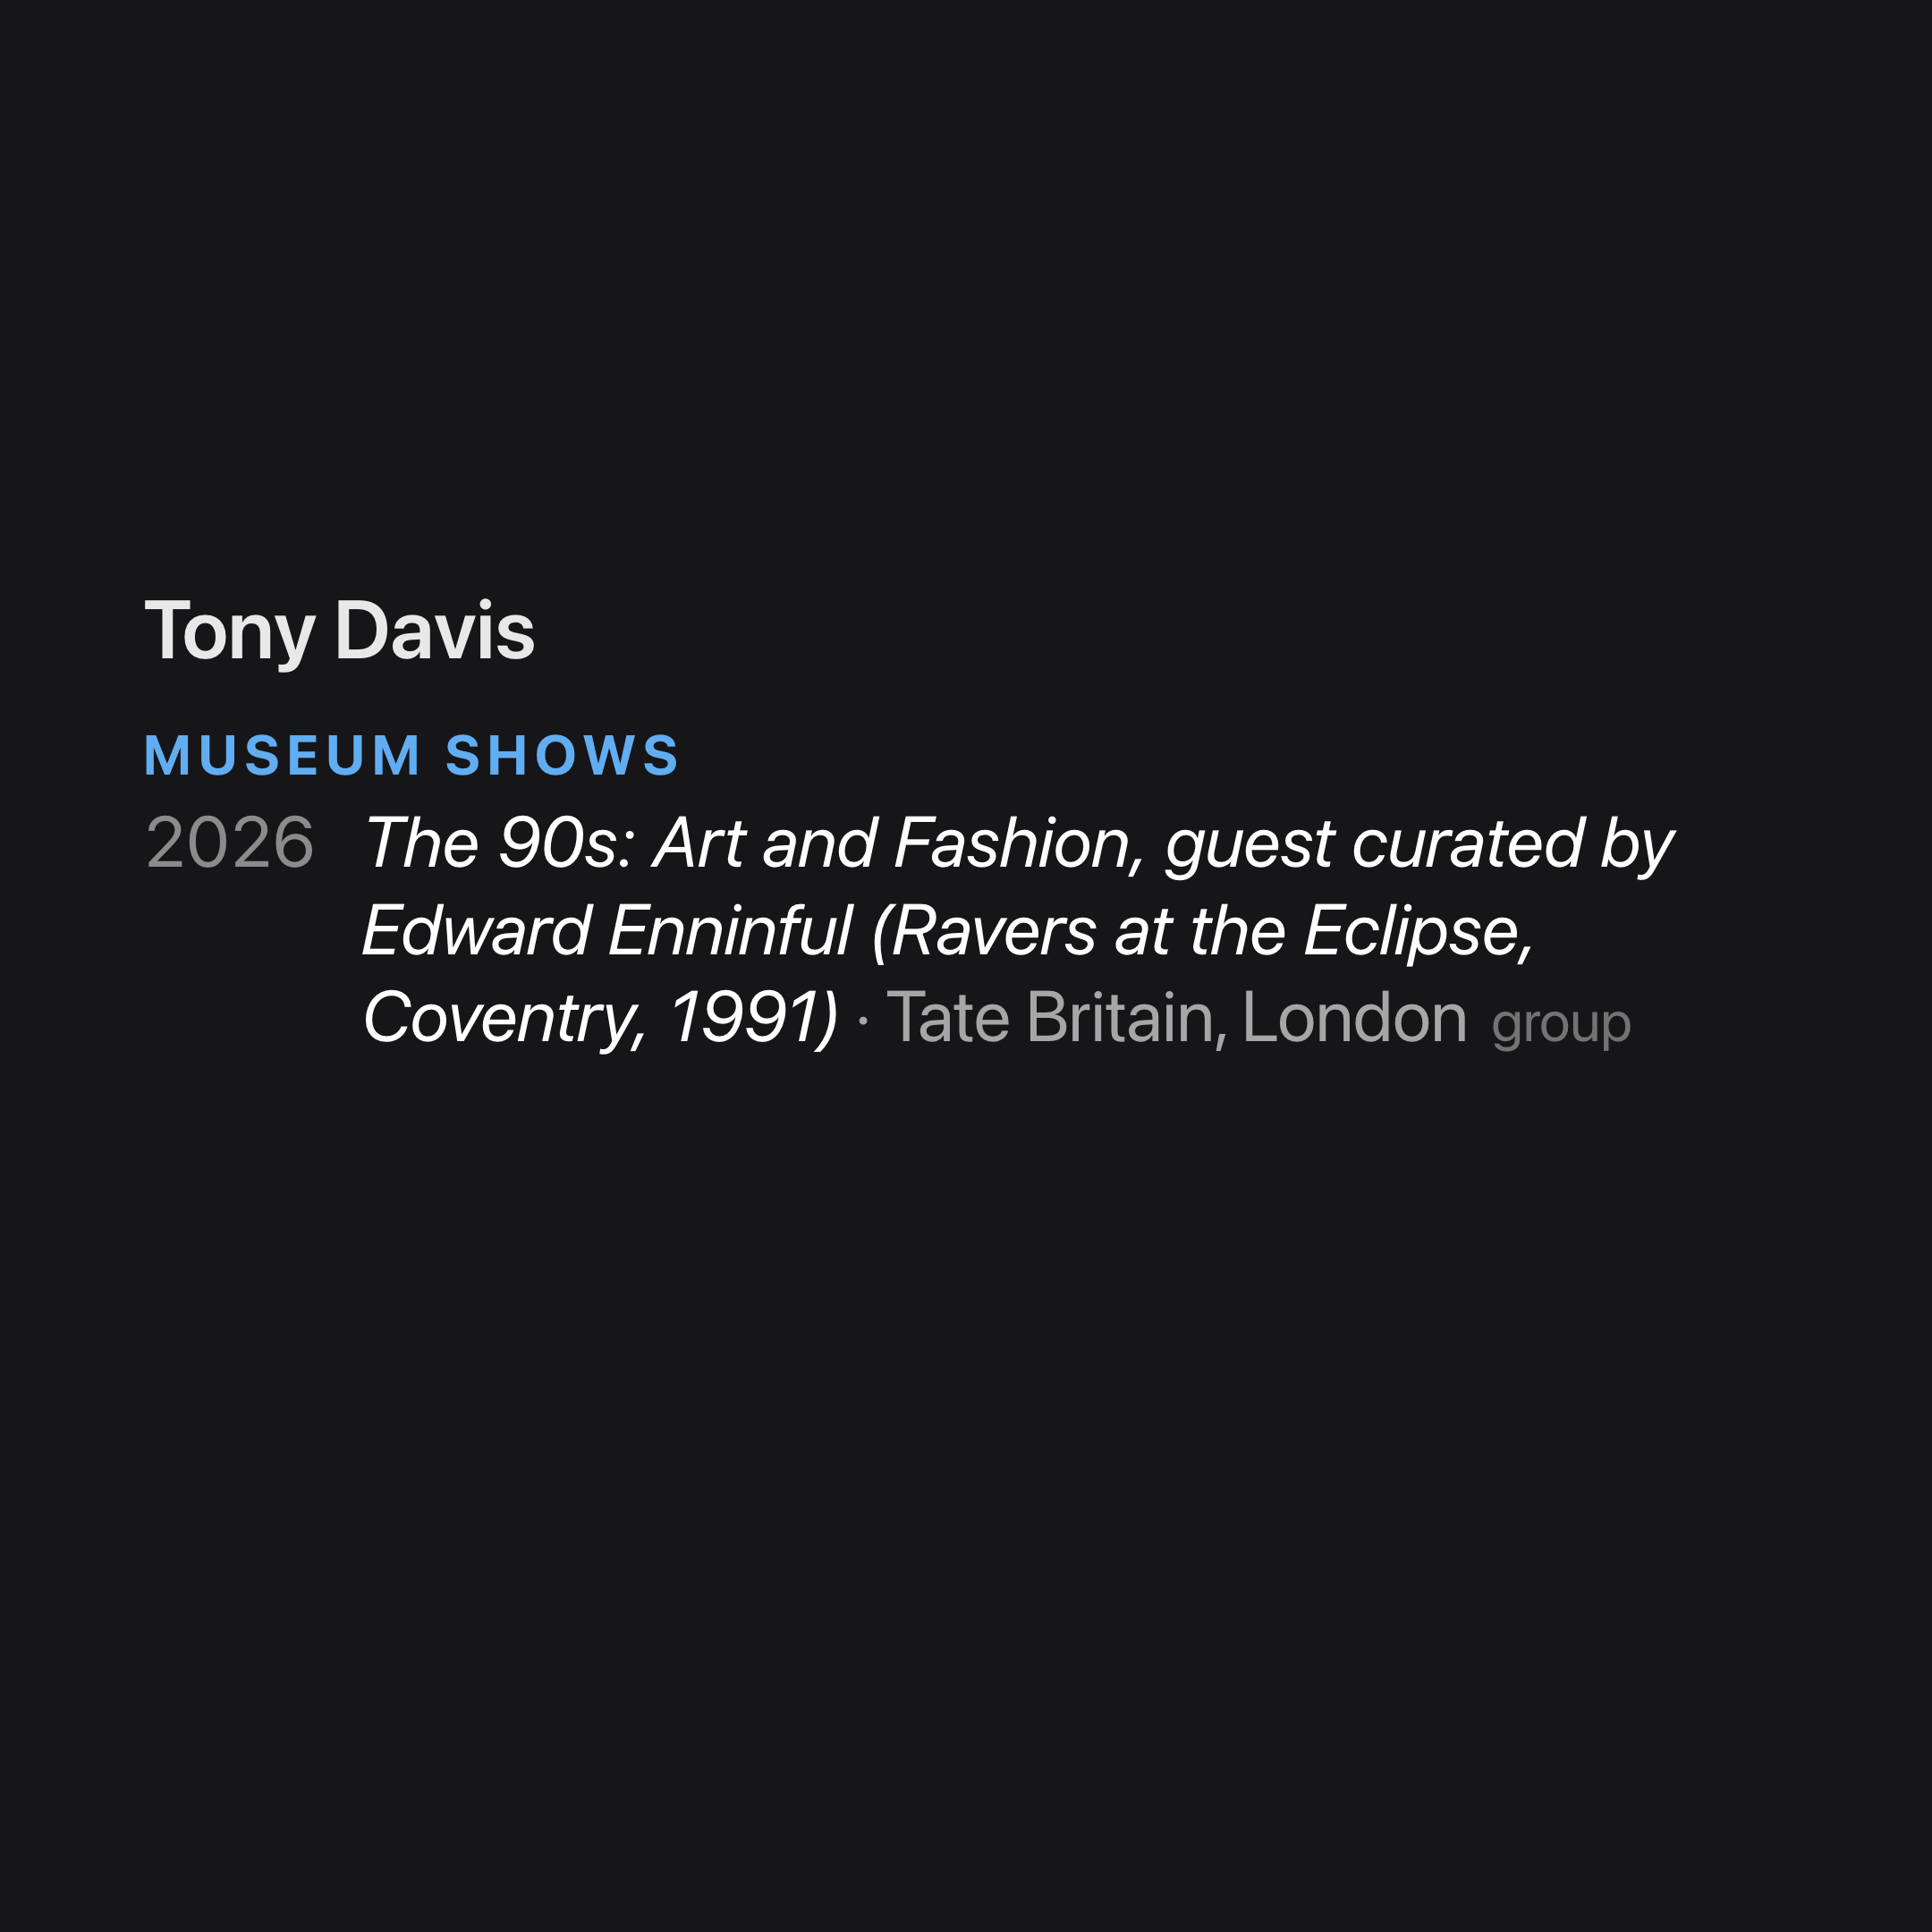 Tony Davis
MUSEUM SHOWS
2026 The 90s: Art and Fashion, guest curated by
Edward Enninful (Ravers at the Eclipse,
Coventry, 1991) · Tate Britain, London group